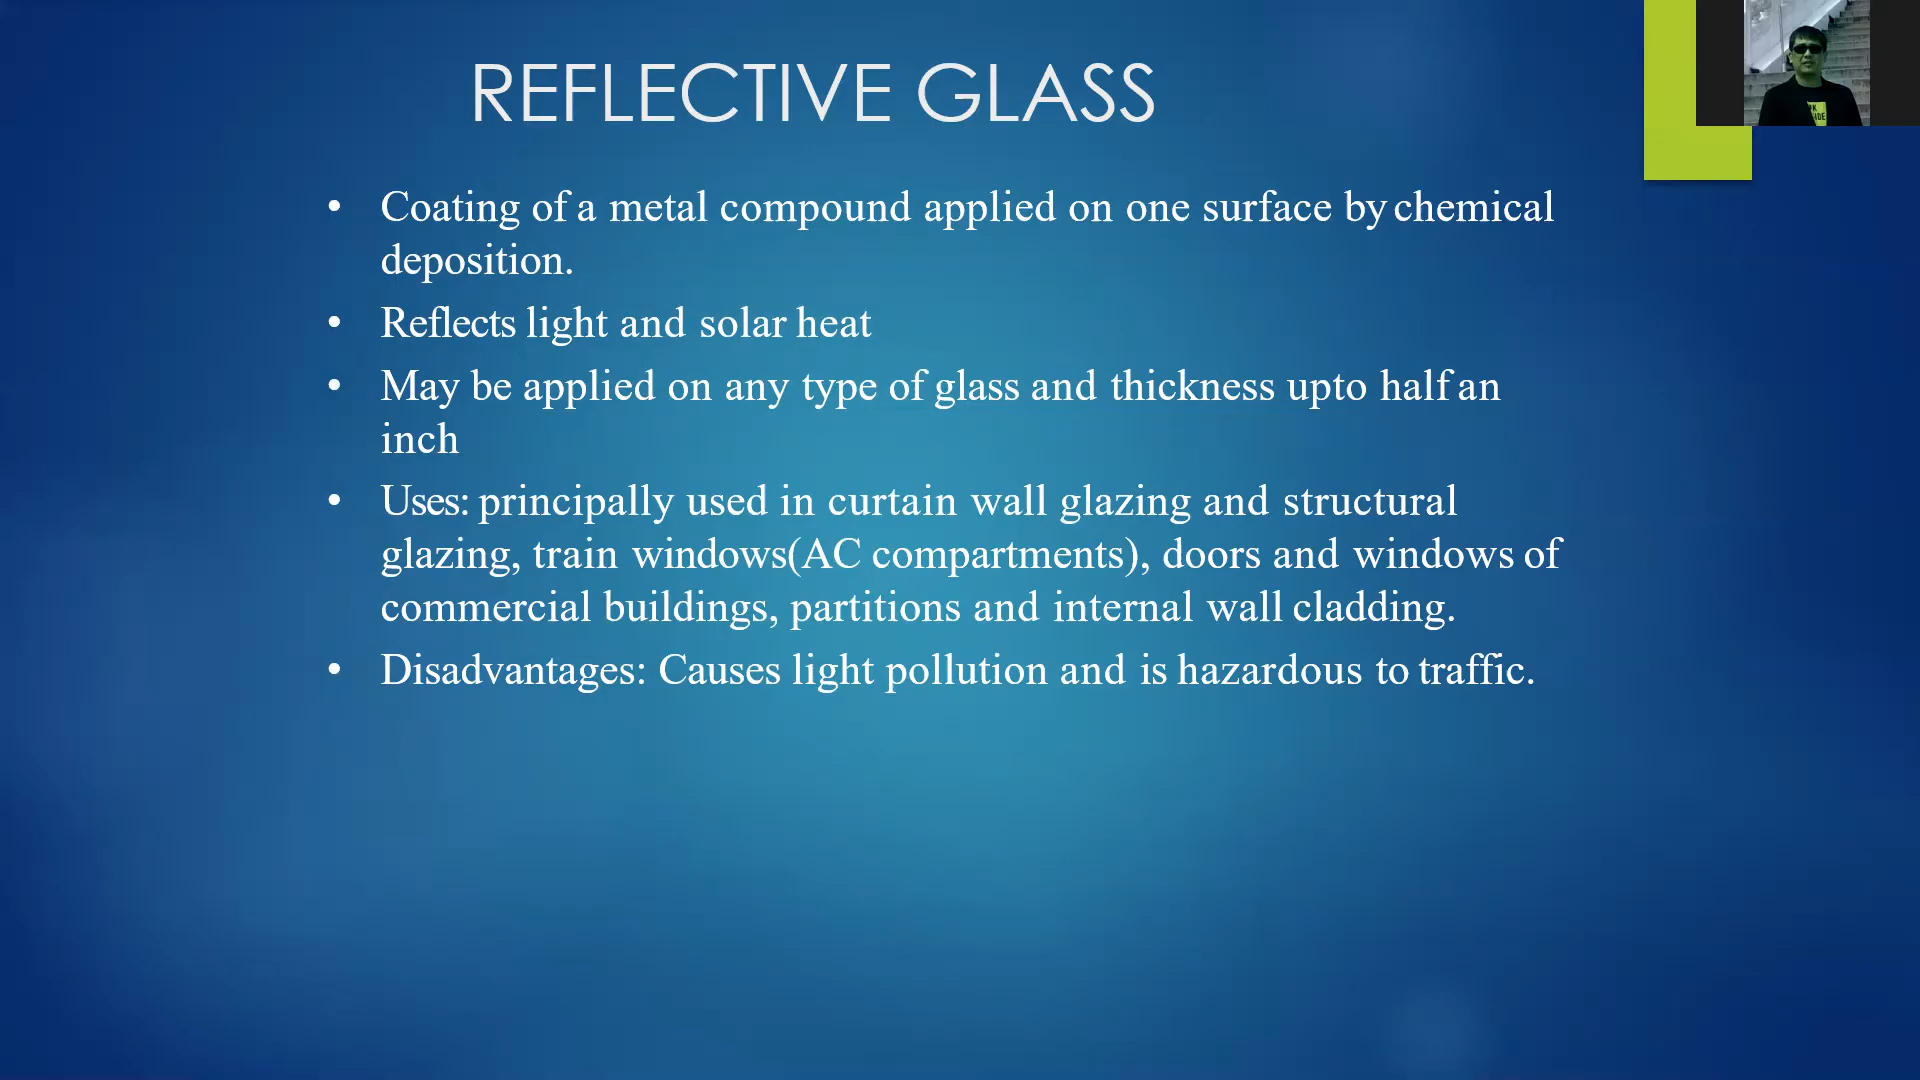 REFLECTIVE GLASS
• Coating of a metal compound applied on one surface by chemical
deposition.
• Reflects light and solar heat
• May be applied on any type of glass and thickness upto half an
inch
• Uses: principally used in curtain wall glazing and structural
glazing, train windows(AC compartments), doors and windows of
commercial buildings, partitions and internal wall cladding.
• Disadvantages: Causes light pollution and is hazardous to traffic.